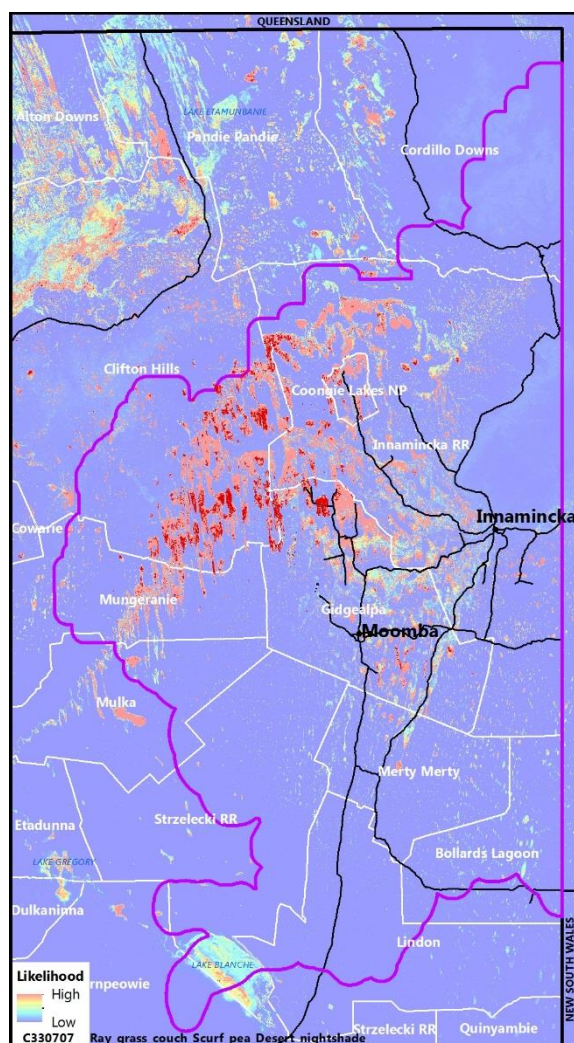 QUEENSLAND
LAKE ETAMUNBANIE
Alton Downs
Pandie Pandie
Cordillo Downs
Clifton Hills
Coongie Lakes NP
Innamincka RR
Innamincka
Cowarie
Mungeranie
Gidgealpa
Moomba
Mulka
Merty Merty
Etadunna
Strzelecki RR
Bollards Lagoon
LAKE GREGORY
Dulkaninna
Lindon
LAKE BLANCHE
NEW SOUTH WALES
Likelihood
High
Low
rnpeowie
Strzelecki RR
Quinyambie
C330707 Ray grass couch Scurf pea Desert nightshade